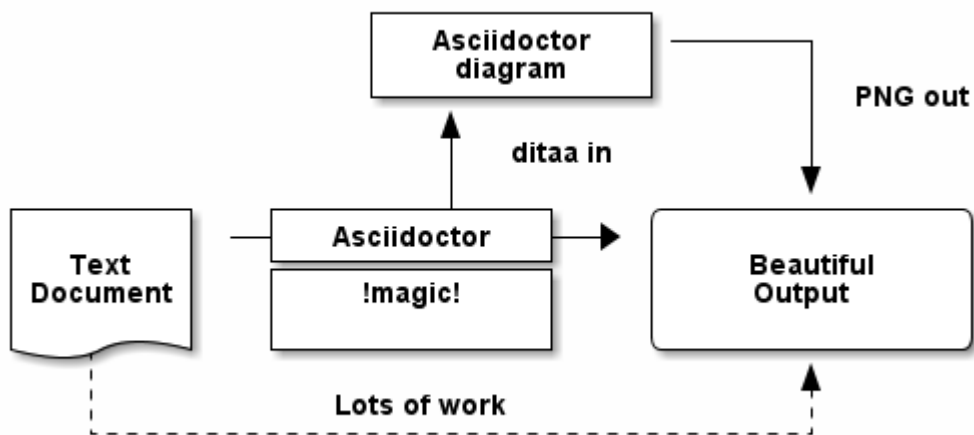 Asciidoctor
diagram
PNG out
ditaa in
Text
Document
Asciidoctor
!magic!
Beautiful
Output
Lots of work